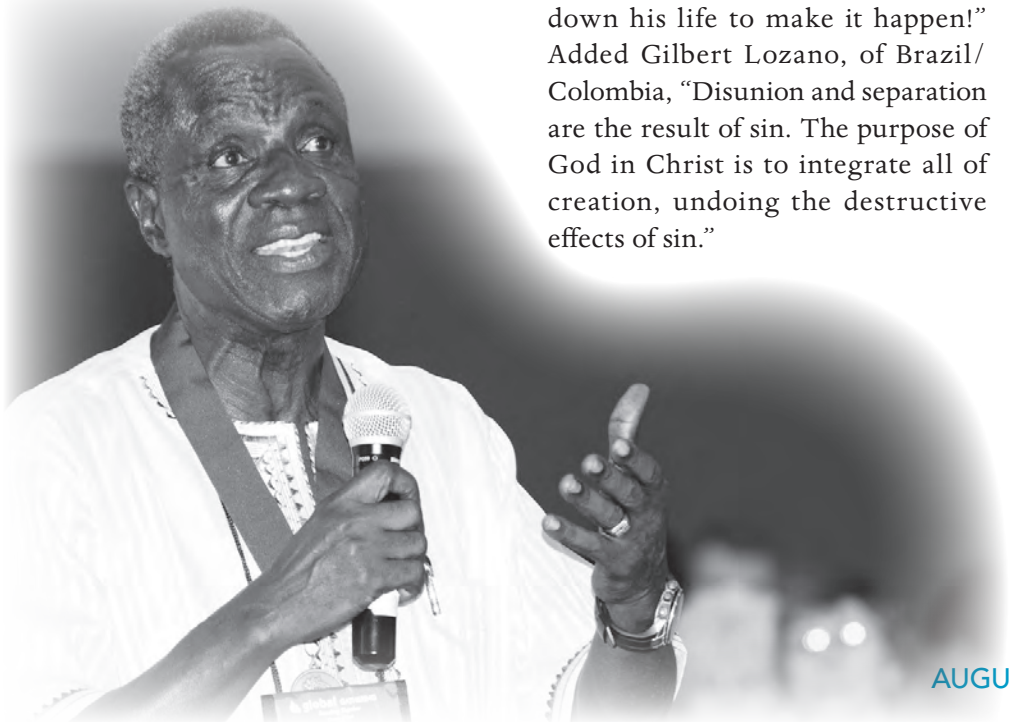 down his life to make it happen!”
Added Gilbert Lozano, of Brazil/
Colombia, “Disunion and separation
are the result of sin. The purpose of
God in Christ is to integrate all of
creation, undoing the destructive
effects of sin.”
global
AUGU